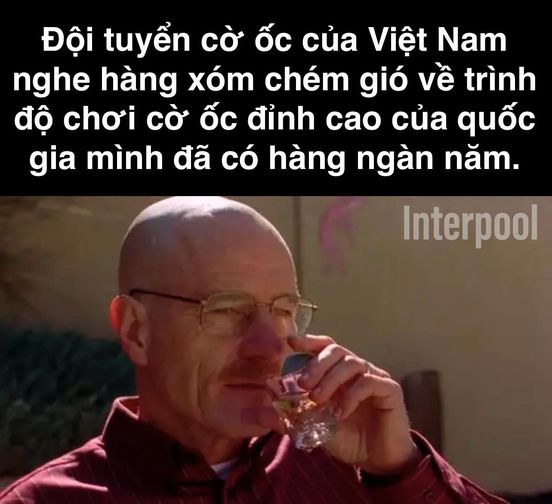 Đội tuyển cờ ốc của Việt Nam
nghe hàng xóm chém gió về trình
độ chơi cờ ốc đỉnh cao của quốc
gia mình đã có hàng ngàn năm.
Interpool